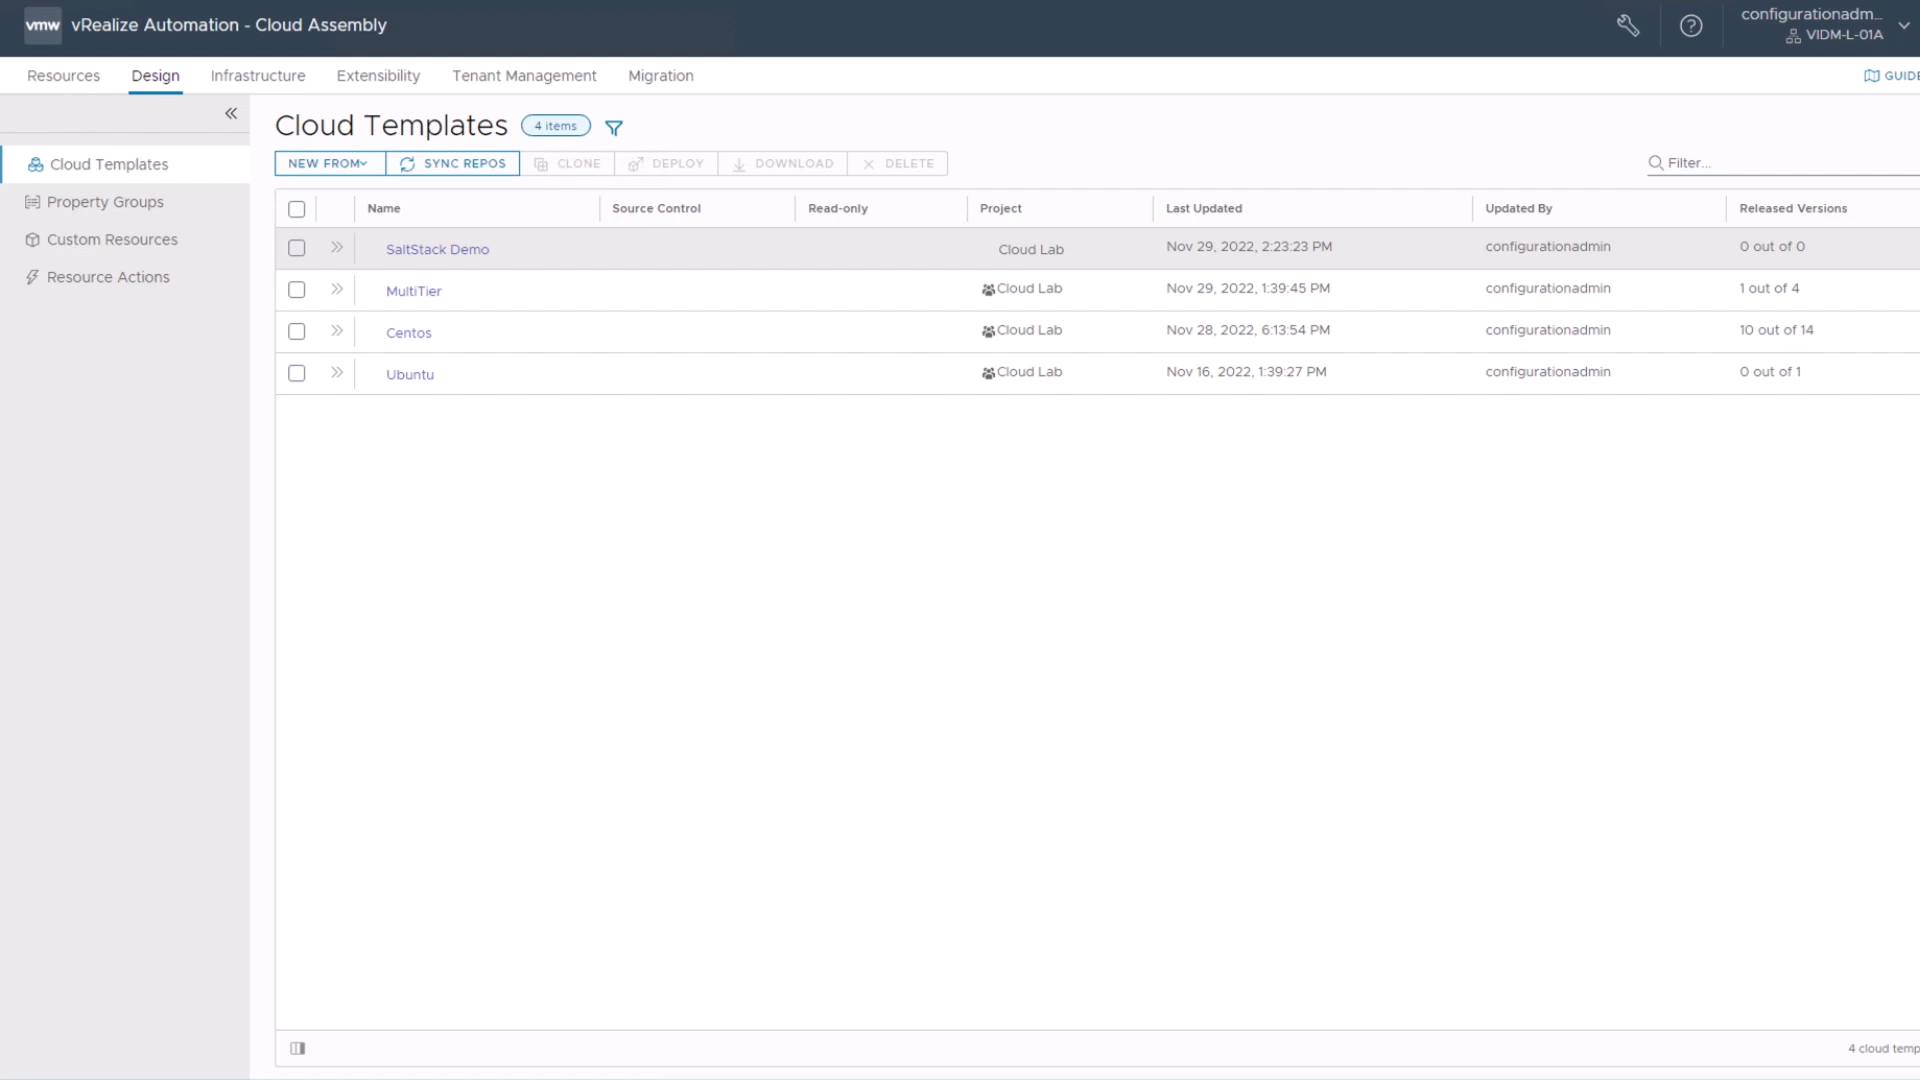 vmw vRealize Automation - Cloud Assembly
configurationadm...
VIDM-L-01A
Resources Design Infrastructure Extensibility Tenant Management Migration
GUIDE
Cloud Templates
Property Groups
Custom Resources
Resource Actions
Cloud Templates 4 items
NEW FROM SYNC REPOS CLONE DEPLOY DOWNLOAD DELETE
Filter...
Name Source Control Read-only Project Last Updated Updated By Released Versions
SaltStack Demo Cloud Lab Nov 29, 2022, 2:23:23 PM configurationadmin 0 out of 0
MultiTier Cloud Lab Nov 29, 2022, 1:39:45 PM configurationadmin 1 out of 4
Centos Cloud Lab Nov 28, 2022, 6:13:54 PM configurationadmin 10 out of 14
Ubuntu Cloud Lab Nov 16, 2022, 1:39:27 PM configurationadmin 0 out of 1
4 cloud temp